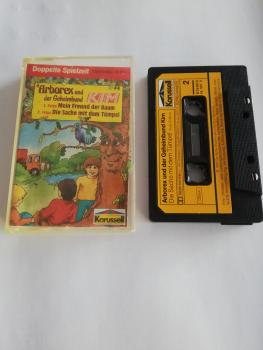 Doppelte Spielzeit
Arborex und
der Geheimbund KIM
1. Folge Mein Freund der Baum
2. Folge Die Sache mit dem Tümpel
Karussell
Karussell
2
Arborex und der Geheimbund Kim
Die Sache mit dem Tümpel